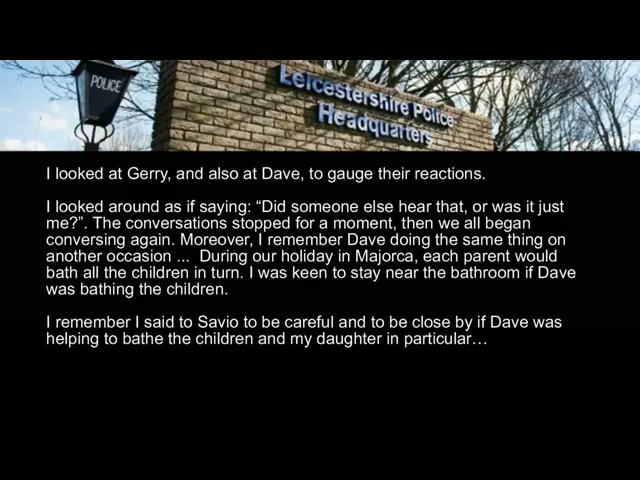 POLICE
Leicestershire Police
Headquarters
I looked at Gerry, and also at Dave, to gauge their reactions.
I looked around as if saying: “Did someone else hear that, or was it just
me?”. The conversations stopped for a moment, then we all began
conversing again. Moreover, I remember Dave doing the same thing on
another occasion ...  During our holiday in Majorca, each parent would
bath all the children in turn. I was keen to stay near the bathroom if Dave
was bathing the children.
I remember I said to Savio to be careful and to be close by if Dave was
helping to bathe the children and my daughter in particular…